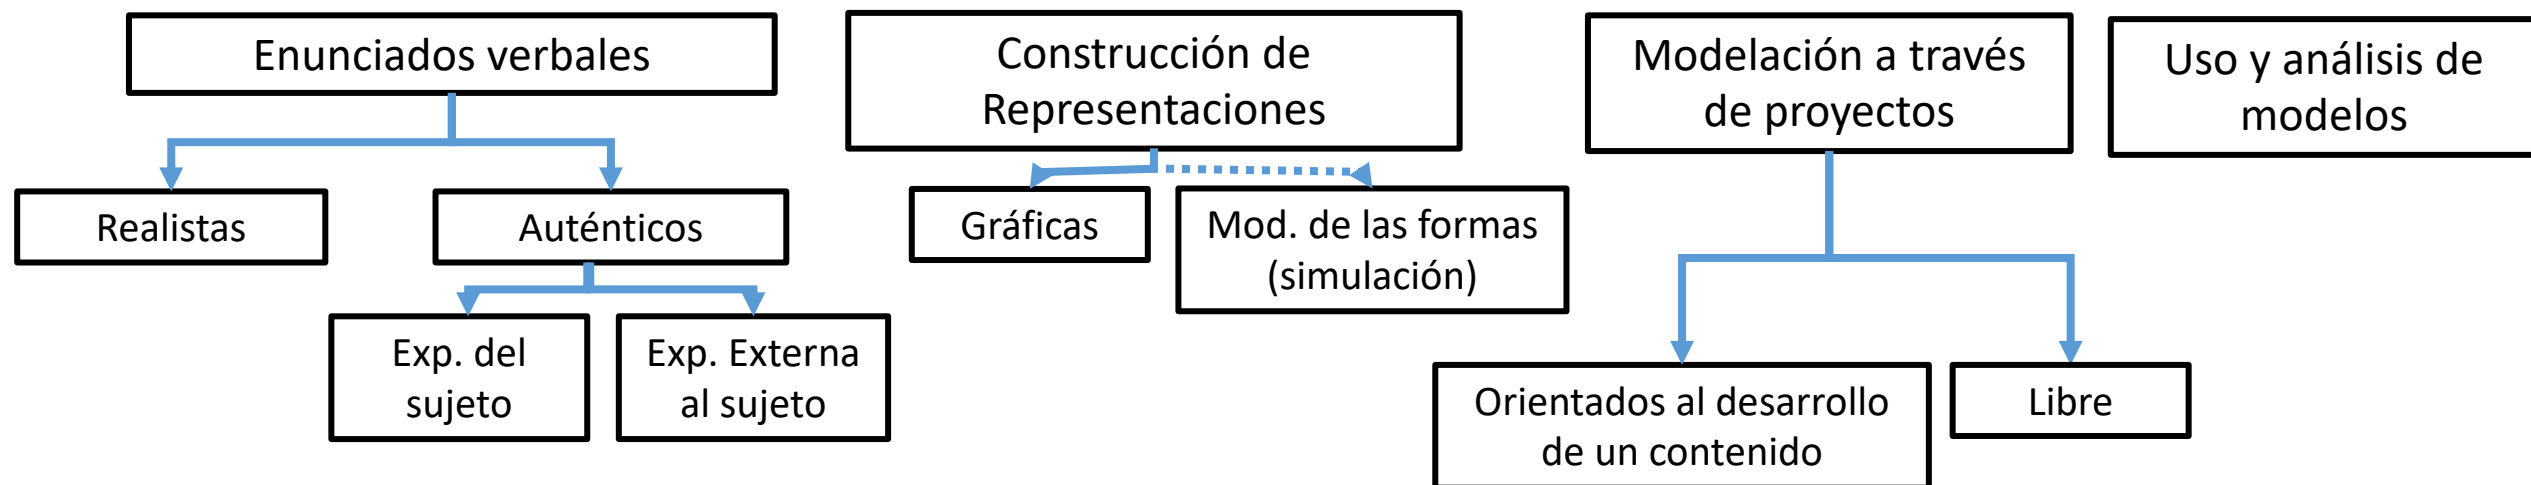 Enunciados verbales
Construcción de
Representaciones
Modelación a través
de proyectos
Uso y análisis de
modelos
Realistas
Auténticos
Gráficas
Mod. de las formas
(simulación)
Exp. del
sujeto
Exp. Externa
al sujeto
Orientados al desarrollo
de un contenido
Libre